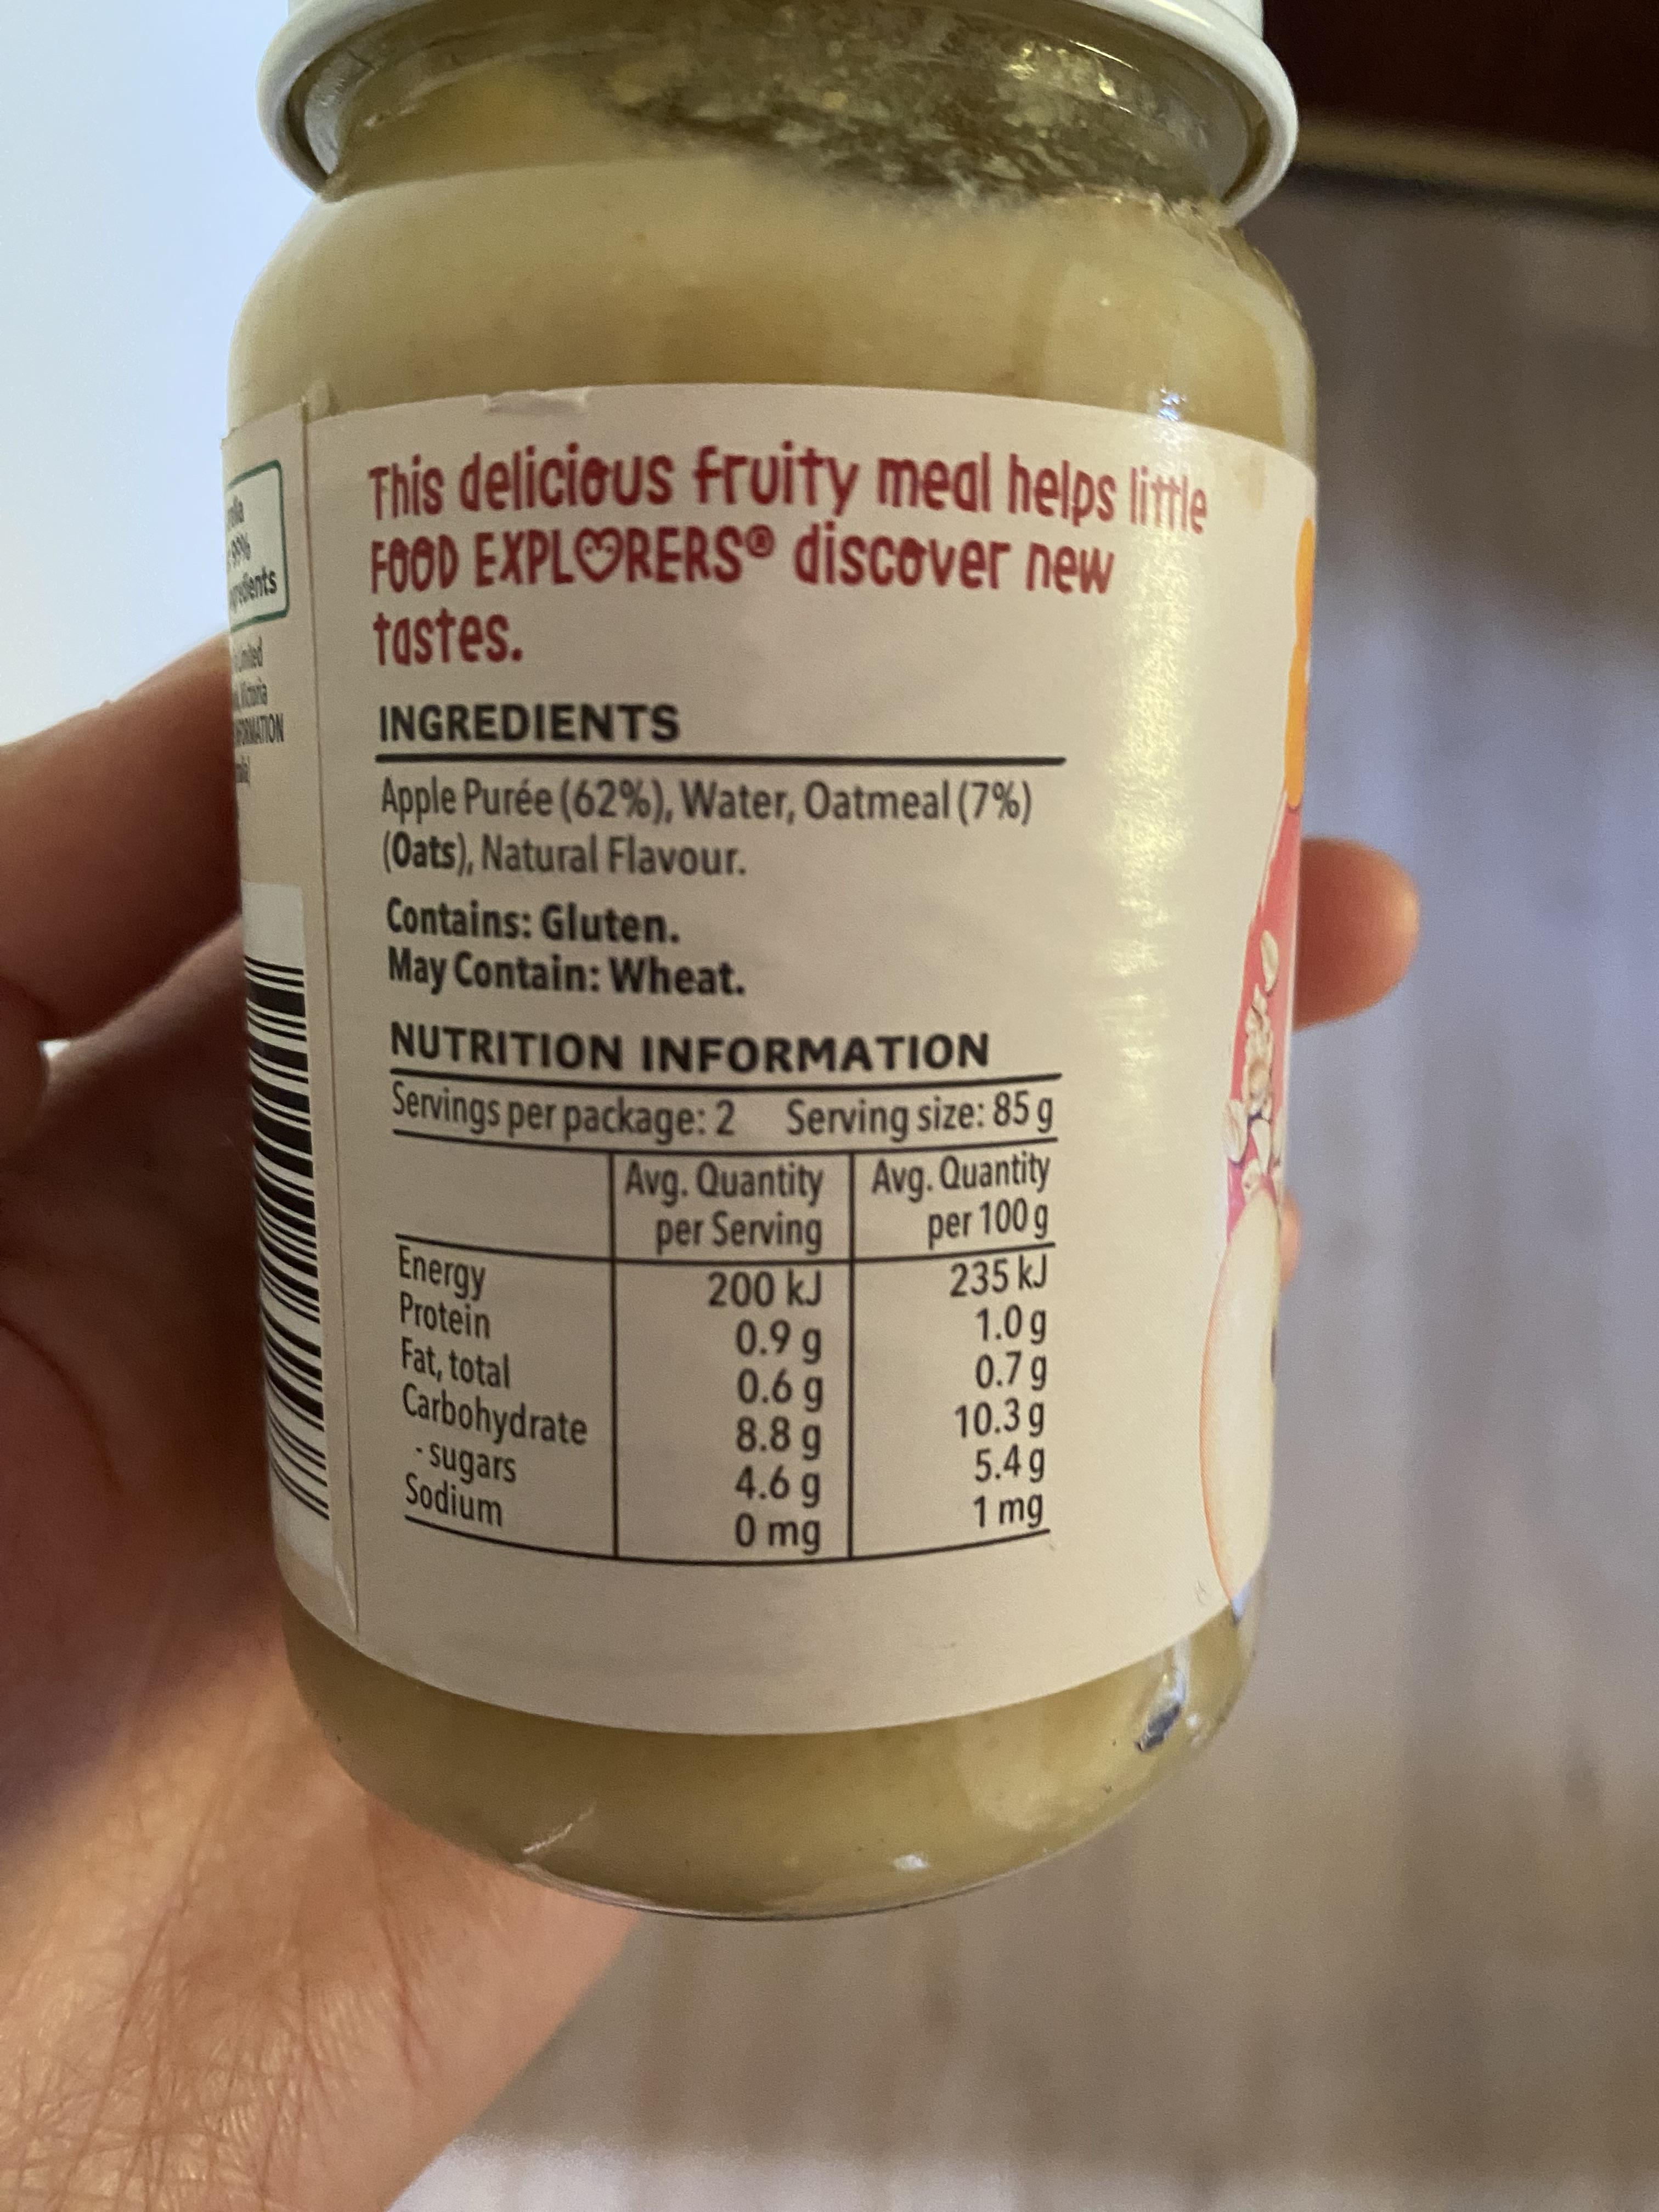 99%
Limited
Victoria
This delicious fruity meal helps little
FOOD EXPLORERS® discover new
tastes.
INGREDIENTS
Apple Purée (62%), Water, Oatmeal (7%)
(Oats), Natural Flavour.
Contains: Gluten.
May Contain: Wheat.
NUTRITION INFORMATION
Servings per package: 2 Serving size: 85 g
Avg. Quantity per Serving Avg. Quantity per 100 g
Energy 200 kJ 235 kJ
Protein 0.9 g 1.0 g
Fat, total 0.6 g 0.7 g
Carbohydrate 8.8 g 10.3 g
- sugars 4.6 g 5.4 g
Sodium 0 mg 1 mg